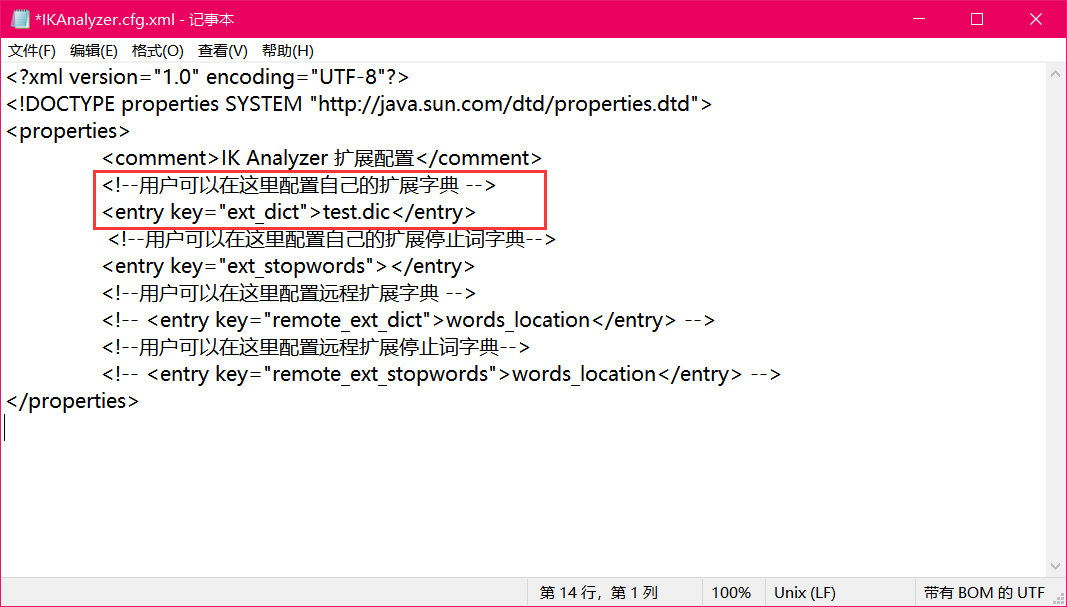 *IKAnalyzer.cfg.xml - 记事本
文件(F) 编辑(E) 格式(O) 查看(V) 帮助(H)
<?xml version="1.0" encoding="UTF-8"?>
<!DOCTYPE properties SYSTEM "http://java.sun.com/dtd/properties.dtd">
<properties>
<comment>IK Analyzer 扩展配置</comment>
<!--用户可以在这里配置自己的扩展字典 -->
<entry key="ext_dict">test.dic</entry>
<!--用户可以在这里配置自己的扩展停止词字典-->
<entry key="ext_stopwords"></entry>
<!--用户可以在这里配置远程扩展字典 -->
<!-- <entry key="remote_ext_dict">words_location</entry> -->
<!--用户可以在这里配置远程扩展停止词字典-->
<!-- <entry key="remote_ext_stopwords">words_location</entry> -->
</properties>
第 14 行，第 1 列 100% Unix (LF) 带有 BOM 的 UTF